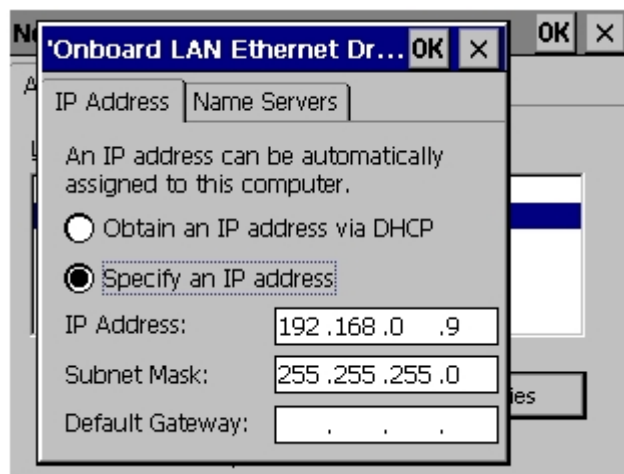 'Onboard LAN Ethernet Dr... OK ×
OK ×
IP Address Name Servers
An IP address can be automatically
assigned to this computer.
Obtain an IP address via DHCP
Specify an IP address
IP Address: 192.168.0.9
Subnet Mask: 255.255.255.0
Default Gateway: . . .